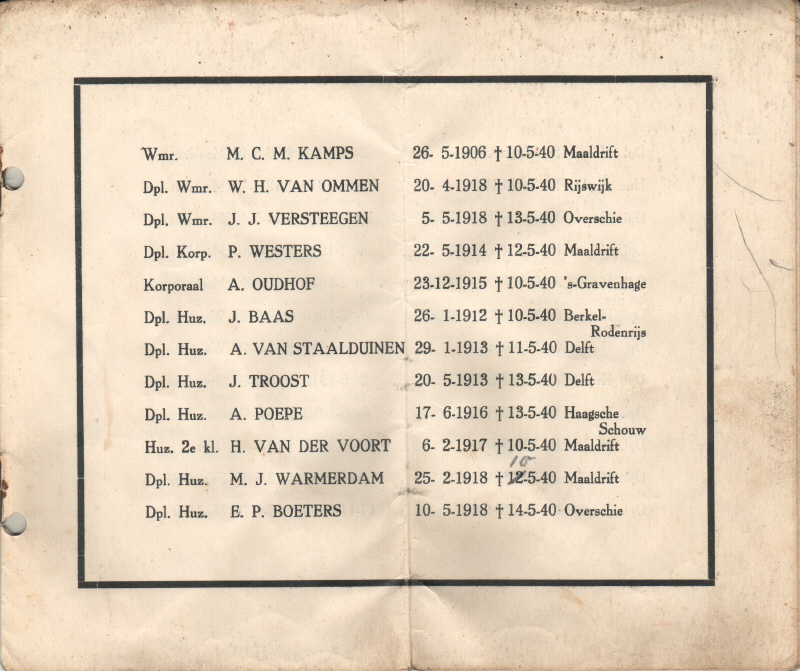 Wmr. M. C. M. KAMPS 26- 5-1906 † 10-5-40 Maaldrift
Dpl. Wmr. W. H. VAN OMMEN 20- 4-1918 † 10-5-40 Rijswijk
Dpl. Wmr. J. J. VERSTEEGEN 5- 5-1918 † 13-5-40 Overschie
Dpl. Korp. P. WESTERS 22- 5-1914 † 12-5-40 Maaldrift
Korporaal A. OUDHOF 23-12-1915 † 10-5-40 's-Gravenhage
Dpl. Huz. J. BAAS 26- 1-1912 † 10-5-40 Berkel-
Rodenrijs
Dpl. Huz. A. VAN STAALDUINEN 29- 1-1913 † 11-5-40 Delft
Dpl. Huz. J. TROOST 20- 5-1913 † 13-5-40 Delft
Dpl. Huz. A. POEPE 17- 6-1916 † 13-5-40 Haagsche
Schouw
Huz. 2e kl. H. VAN DER VOORT 6- 2-1917 † 10-5-40 Maaldrift
10
Dpl. Huz. M. J. WARMERDAM 25- 2-1918 † 12-5-40 Maaldrift
Dpl. Huz. E. P. BOETERS 10- 5-1918 † 14-5-40 Overschie